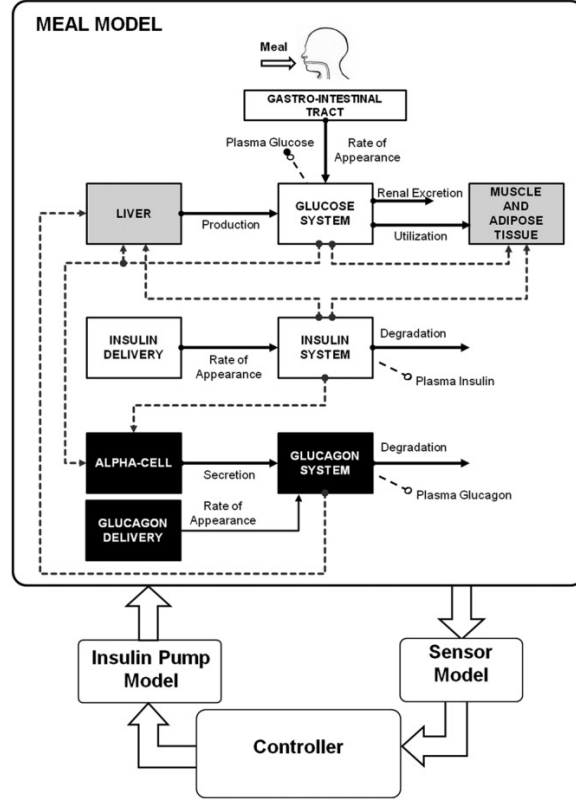 MEAL MODEL
Meal
GASTRO-INTESTINAL
TRACT
Plasma Glucose
Rate of
Appearance
LIVER
Production
GLUCOSE
SYSTEM
Renal Excretion
Utilization
MUSCLE
AND
ADIPOSE
TISSUE
INSULIN
DELIVERY
Rate of
Appearance
INSULIN
SYSTEM
Degradation
Plasma Insulin
ALPHA-CELL
Secretion
GLUCAGON
SYSTEM
Degradation
Plasma Glucagon
GLUCAGON
DELIVERY
Rate of
Appearance
Insulin Pump
Model
Sensor
Model
Controller